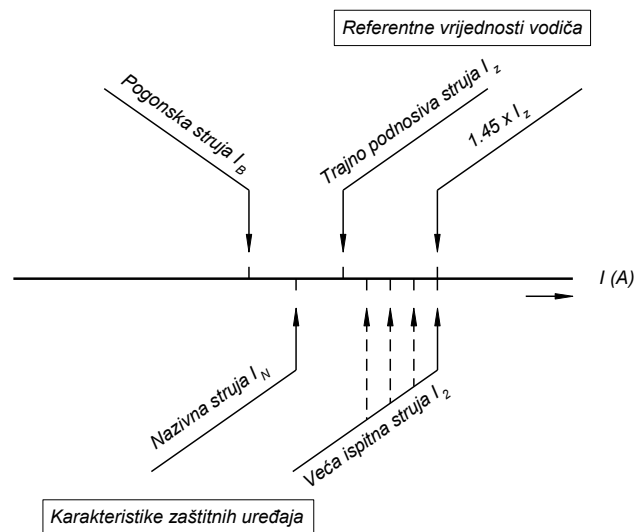 Referentne vrijednosti vodiča
Pogonska struja I_B
Trajno podnosiva struja I_z
1.45 x I_z
I (A)
Nazivna struja I_N
Veća ispitna struja I_2
Karakteristike zaštitnih uređaja